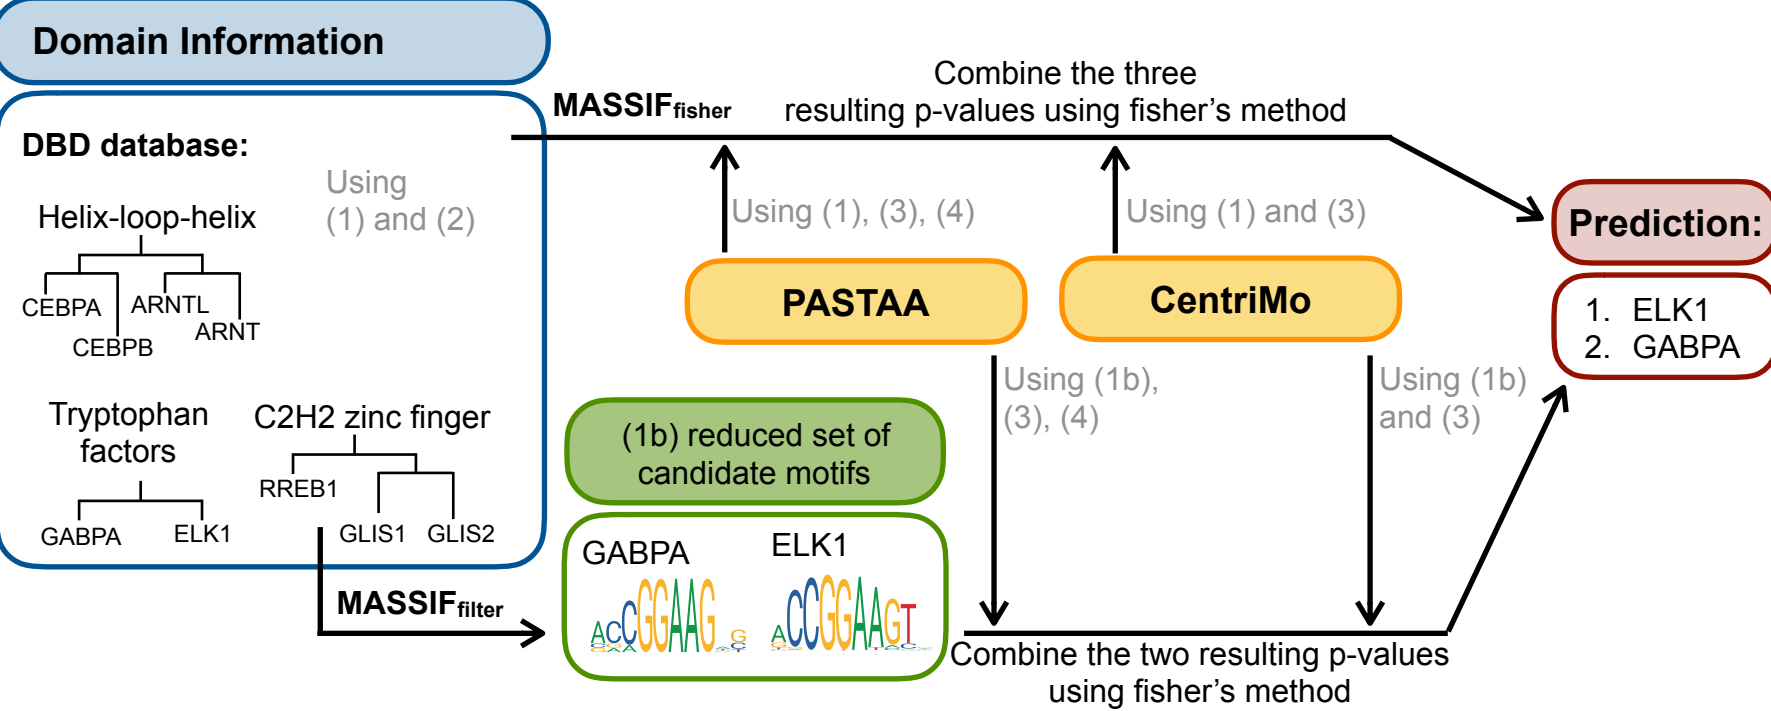 Domain Information
DBD database:
Using
(1) and (2)
Helix-loop-helix
CEBPA
ARNTL
ARNT
CEBPB
Tryptophan
factors
GABPA
ELK1
C2H2 zinc finger
RREB1
GLIS1
GLIS2
MASSIFfisher
Combine the three
resulting p-values using fisher's method
Using (1), (3), (4)
Using (1) and (3)
PASTAA
CentriMo
Prediction:
1. ELK1
2. GABPA
Using (1b),
(3), (4)
Using (1b)
and (3)
(1b) reduced set of
candidate motifs
GABPA
ELK1
ACCGGAAG G
ACCGGAAGT
MASSIFfilter
Combine the two resulting p-values
using fisher's method